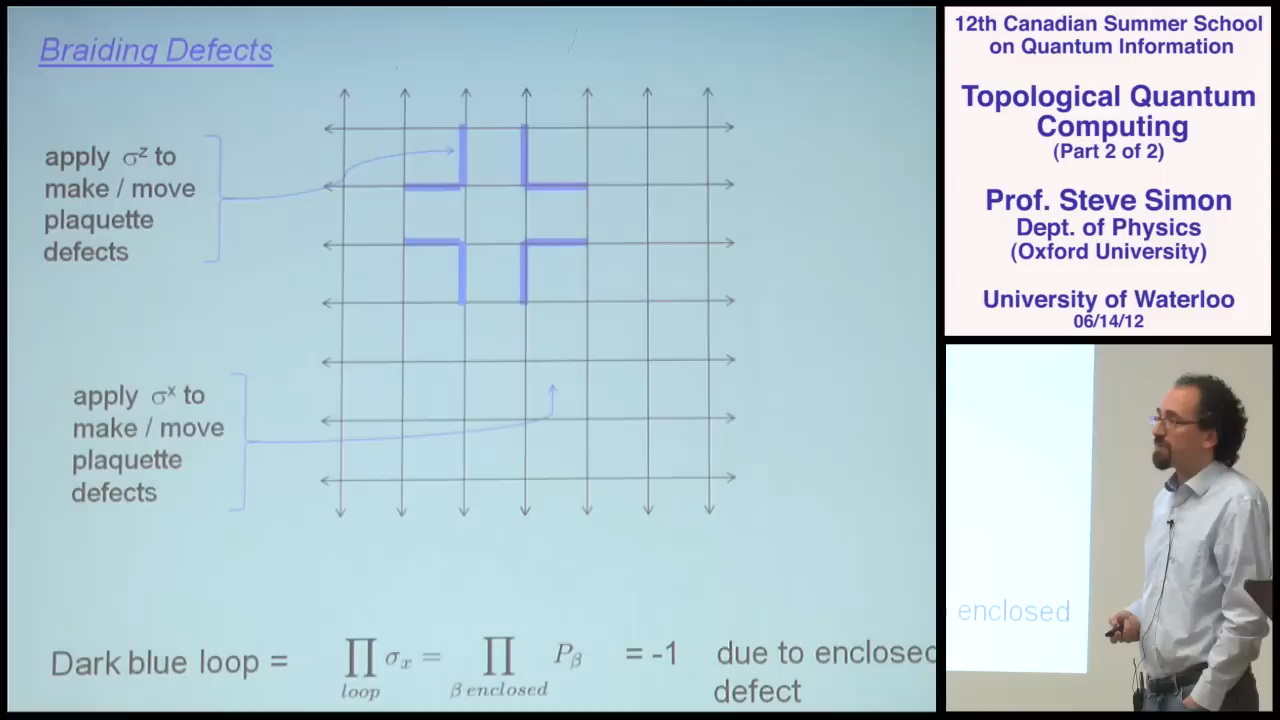 Braiding Defects
apply σᶻ to
make / move
plaquette
defects
apply σˣ to
make / move
plaquette
defects
Dark blue loop = ∏ σₓ = ∏ P_β = -1 due to enclosed
loop β enclosed defect
12th Canadian Summer School
on Quantum Information
Topological Quantum
Computing
(Part 2 of 2)
Prof. Steve Simon
Dept. of Physics
(Oxford University)
University of Waterloo
06/14/12
enclosed